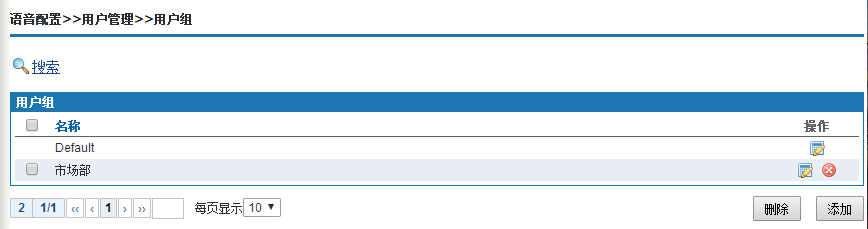 语音配置>>用户管理>>用户组
搜索
用户组
名称 操作
Default
市场部
2 1/1 ‹‹ ‹ 1 › ›› 每页显示 10 ▼ 删除 添加